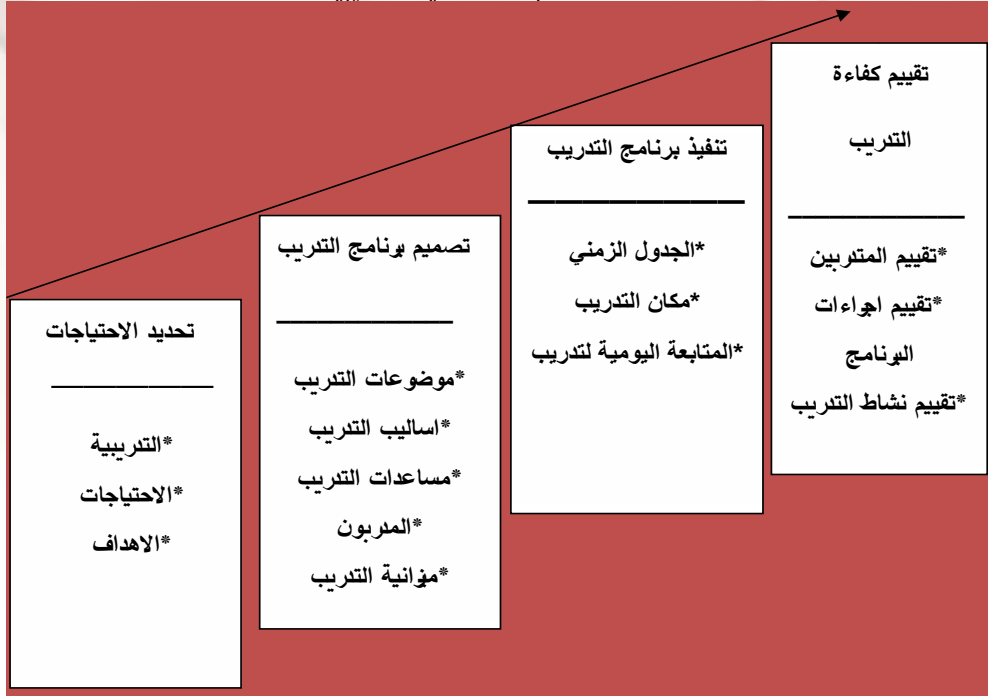 تحديد الاحتياجات
*التدريبية
*الاحتياجات
*الاهداف
تصميم برنامج التدريب
*موضوعات التدريب
*اساليب التدريب
*مساعدات التدريب
*المدربون
*ميزانية التدريب
تنفيذ برنامج التدريب
*الجدول الزمني
*مكان التدريب
*المتابعة اليومية لتدريب
تقييم كفاءة
التدريب
*تقييم المتدربين
*تقييم اجراءات
البرنامج
*تقييم نشاط التدريب